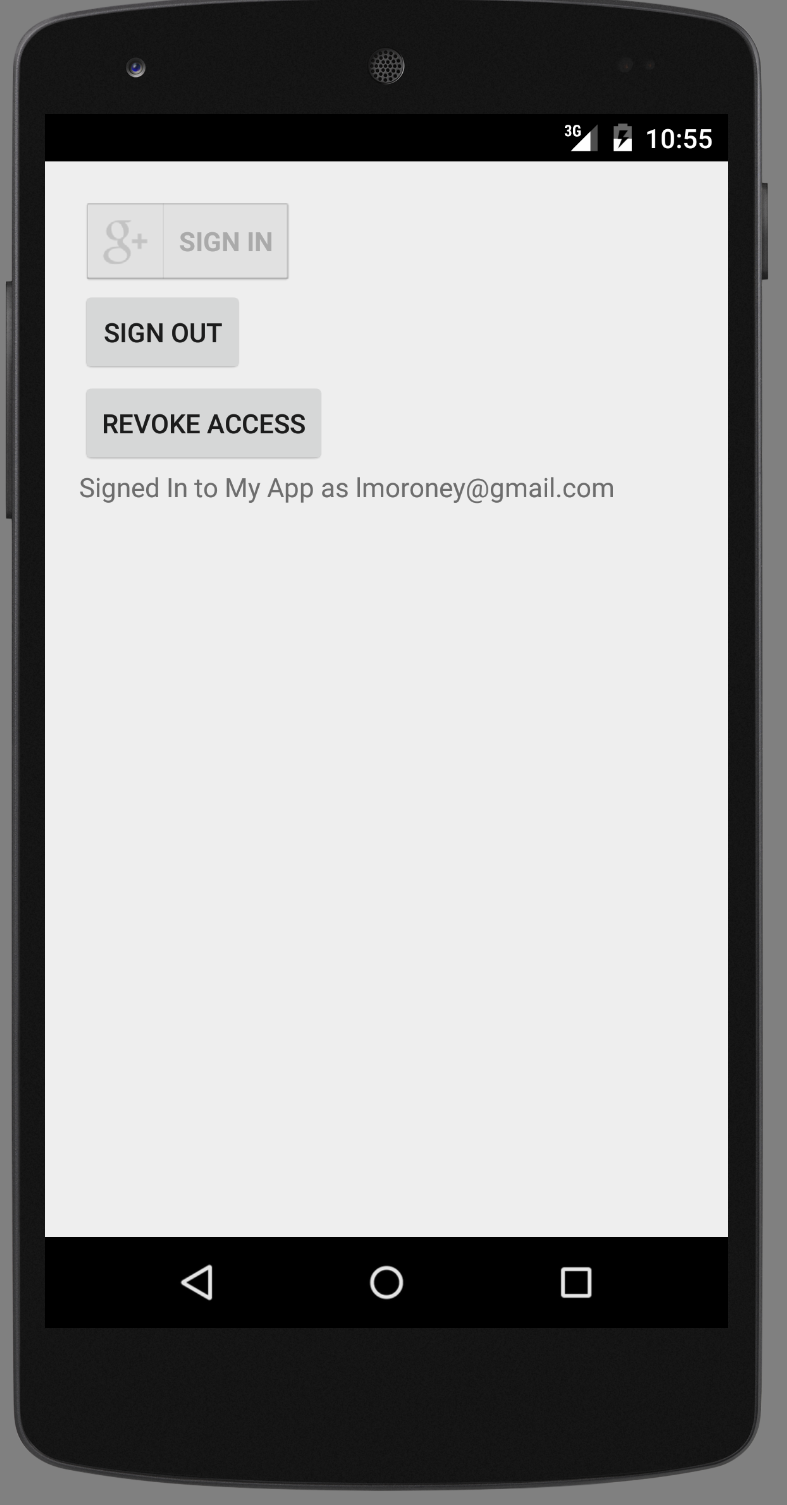 3G 10:55
g+ SIGN IN
SIGN OUT
REVOKE ACCESS
Signed In to My App as lmoroney@gmail.com